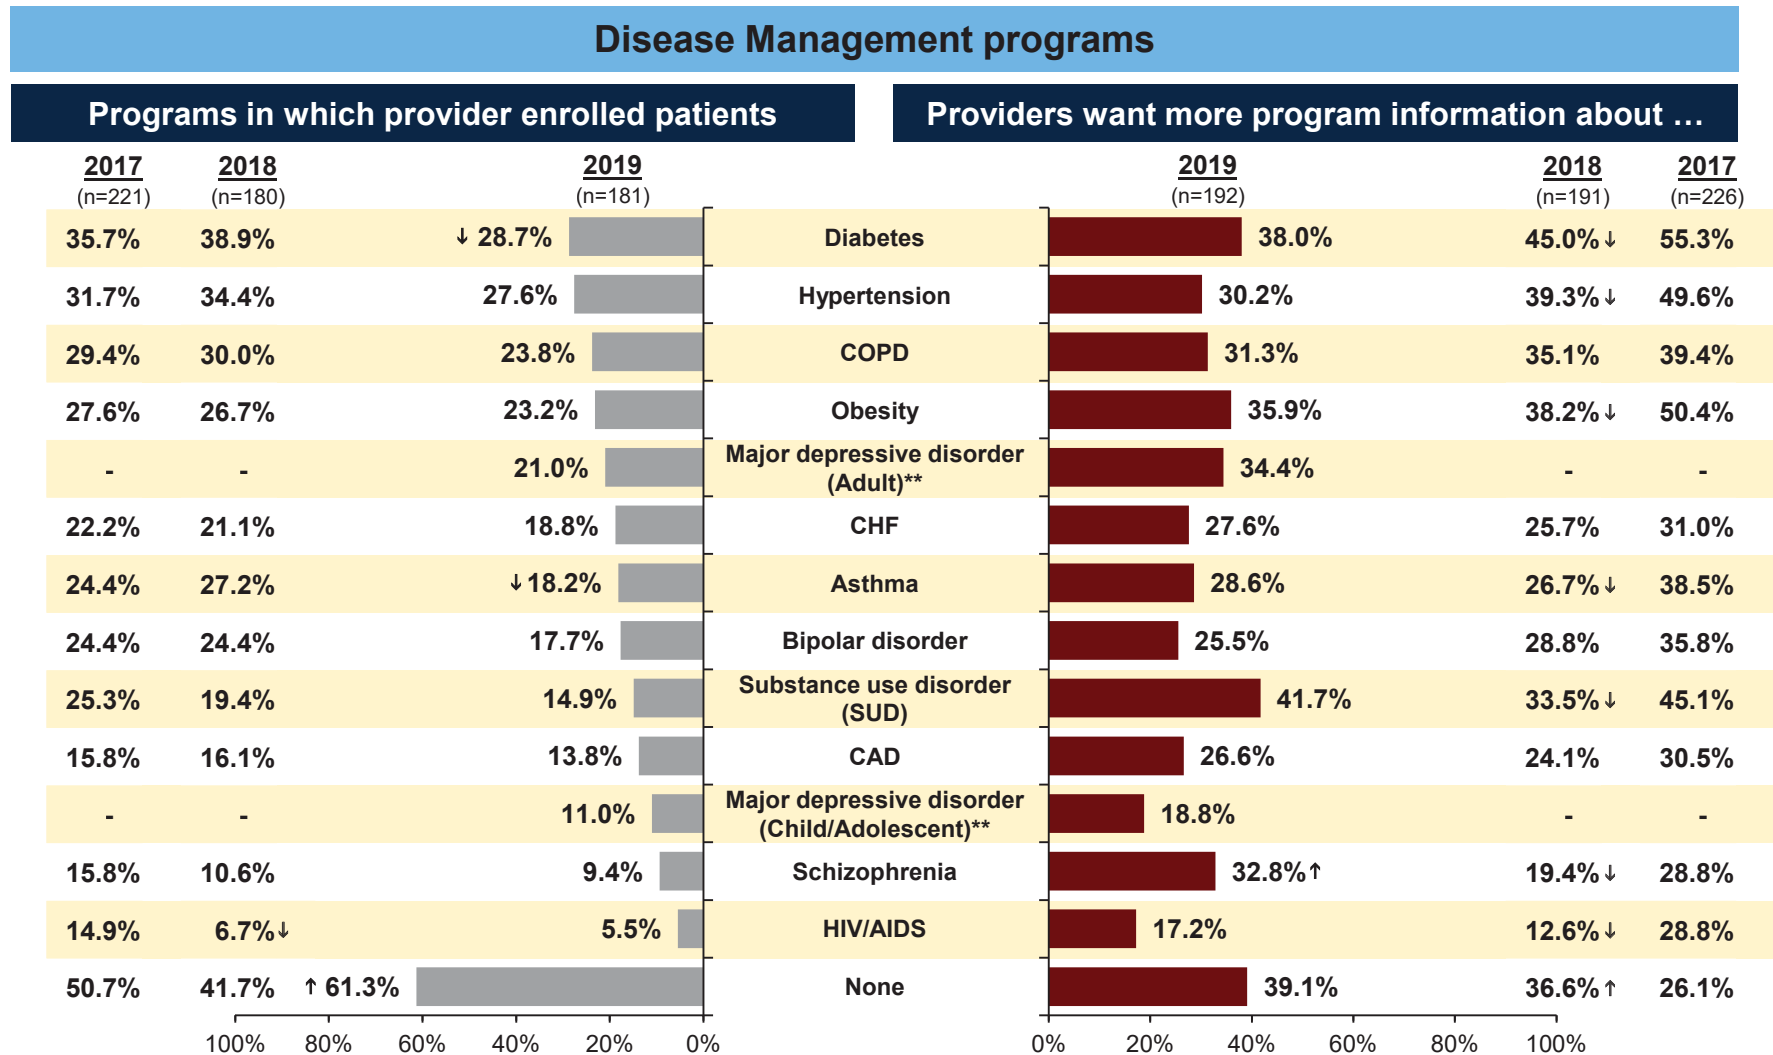 Disease Management programs
Programs in which provider enrolled patients
Providers want more program information about …
2017 2018 2019 2019 2018 2017
(n=221) (n=180) (n=181) (n=192) (n=191) (n=226)
35.7% 38.9% ↓ 28.7% Diabetes 38.0% 45.0% ↓ 55.3%
31.7% 34.4% 27.6% Hypertension 30.2% 39.3% ↓ 49.6%
29.4% 30.0% 23.8% COPD 31.3% 35.1% 39.4%
27.6% 26.7% 23.2% Obesity 35.9% 38.2% ↓ 50.4%
Major depressive disorder
- - 21.0% (Adult)** 34.4% - -
22.2% 21.1% 18.8% CHF 27.6% 25.7% 31.0%
24.4% 27.2% ↓ 18.2% Asthma 28.6% 26.7% ↓ 38.5%
24.4% 24.4% 17.7% Bipolar disorder 25.5% 28.8% 35.8%
Substance use disorder
25.3% 19.4% 14.9% (SUD) 41.7% 33.5% ↓ 45.1%
15.8% 16.1% 13.8% CAD 26.6% 24.1% 30.5%
Major depressive disorder
- - 11.0% (Child/Adolescent)** 18.8% - -
15.8% 10.6% 9.4% Schizophrenia 32.8% ↑ 19.4% ↓ 28.8%
14.9% 6.7% ↓ 5.5% HIV/AIDS 17.2% 12.6% ↓ 28.8%
50.7% 41.7% ↑ 61.3% None 39.1% 36.6% ↑ 26.1%
100% 80% 60% 40% 20% 0% 0% 20% 40% 60% 80% 100%